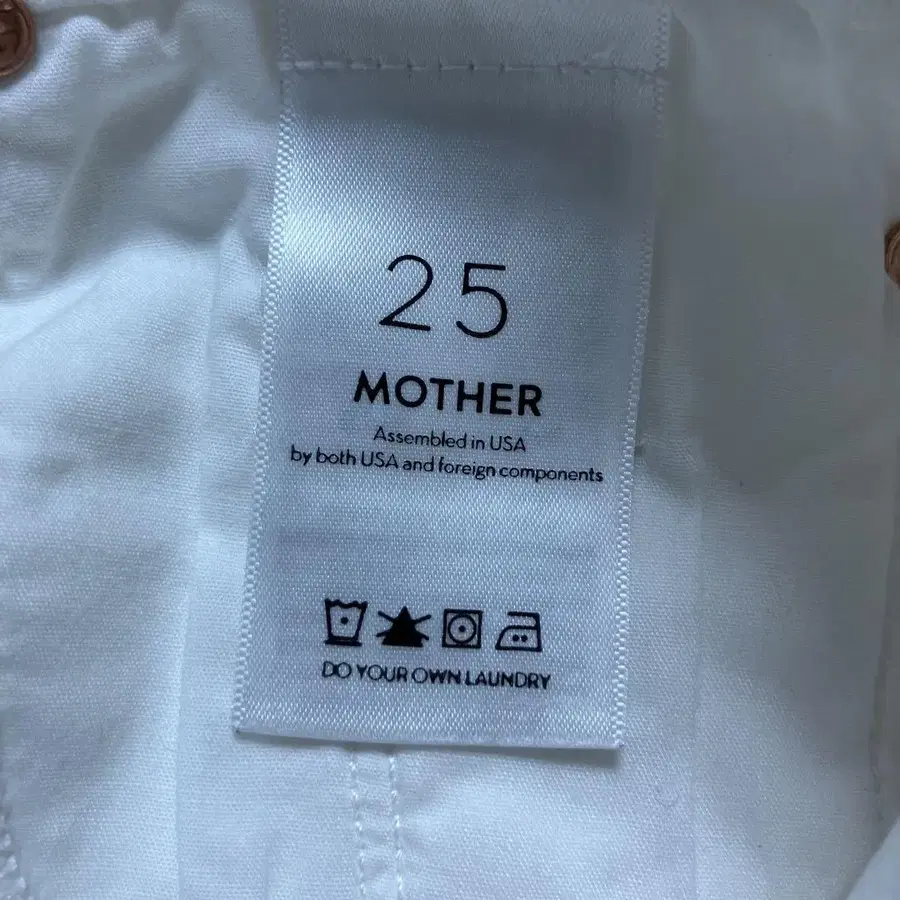 25
MOTHER
Assembled in USA
by both USA and foreign components
DO YOUR OWN LAUNDRY